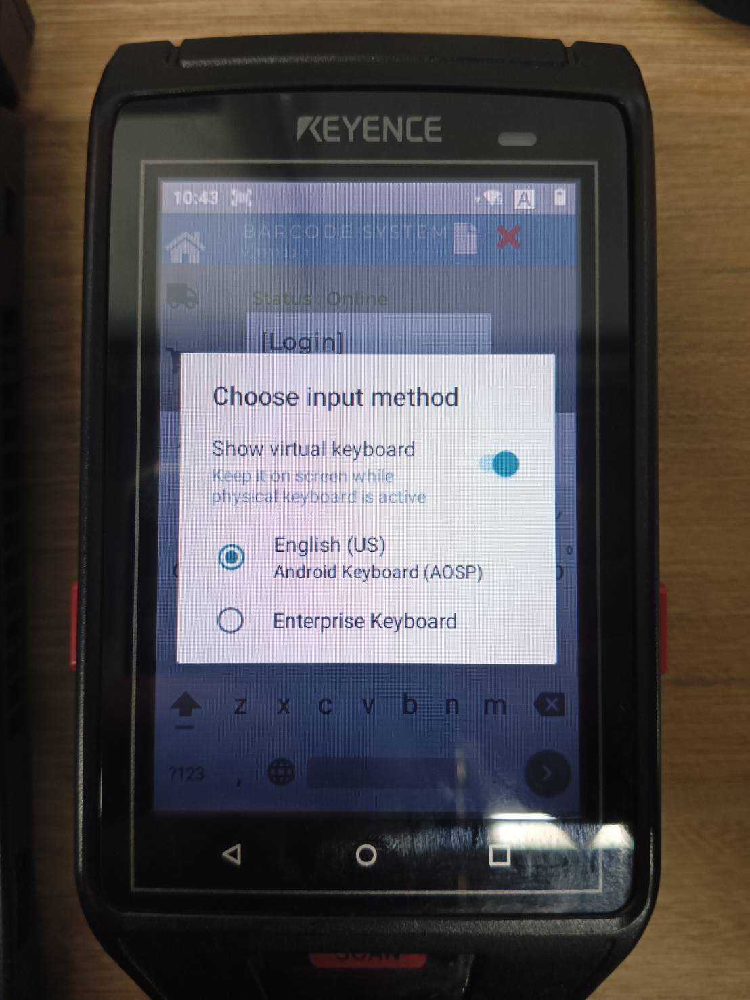 KEYENCE
10:43
A
BARCODE SYSTEM
Status : Online
[Login]
Choose input method
Show virtual keyboard
Keep it on screen while
physical keyboard is active
English (US)
Android Keyboard (AOSP)
Enterprise Keyboard
z x c v b n m
?123 ,
SCAN